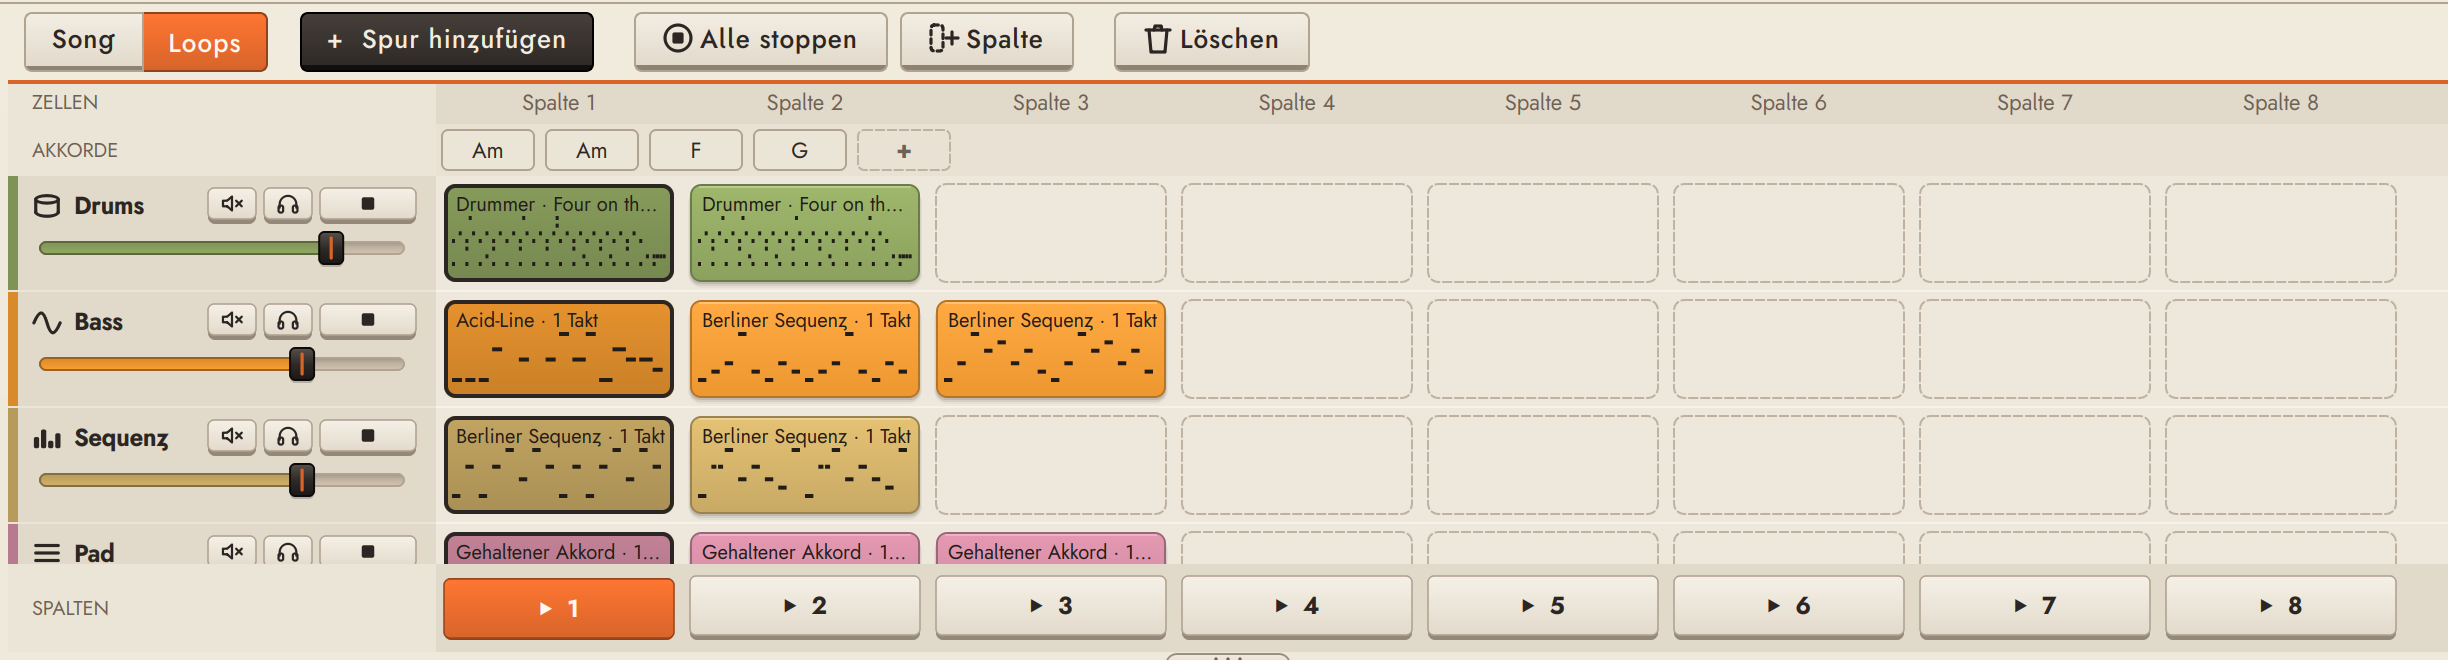 Song Loops + Spur hinzufügen Alle stoppen Spalte Löschen
ZELLEN Spalte 1 Spalte 2 Spalte 3 Spalte 4 Spalte 5 Spalte 6 Spalte 7 Spalte 8
AKKORDE Am Am F G +
Drums Drummer · Four on th... Drummer · Four on th...
Bass Acid-Line · 1 Takt Berliner Sequenz · 1 Takt Berliner Sequenz · 1 Takt
Sequenz Berliner Sequenz · 1 Takt Berliner Sequenz · 1 Takt
Pad Gehaltener Akkord · 1... Gehaltener Akkord · 1... Gehaltener Akkord · 1...
SPALTEN 1 2 3 4 5 6 7 8